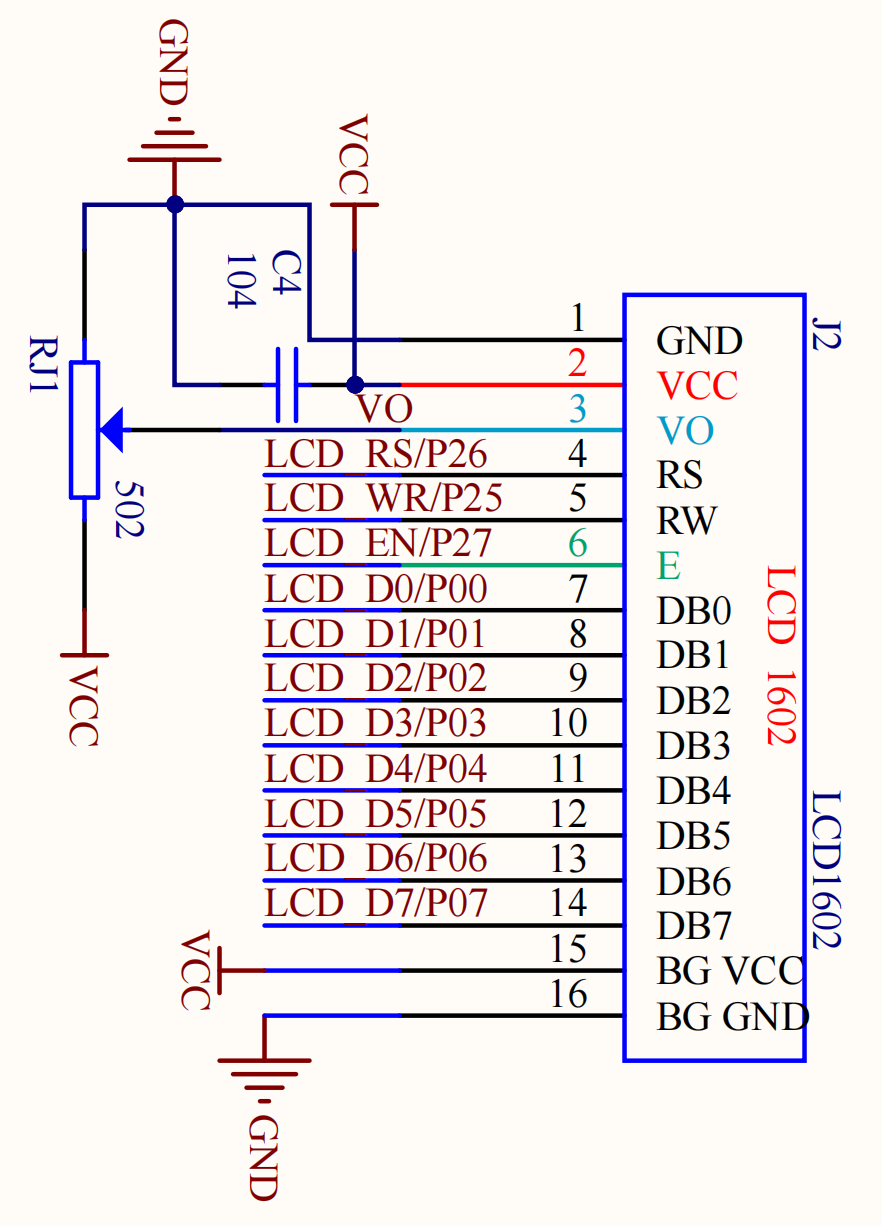 GND
VCC
C4
104
RJ1
502
VCC
J2
1 GND
2 VCC
VO 3 VO
LCD_RS/P26 4 RS
LCD_WR/P25 5 RW
LCD_EN/P27 6 E
LCD_D0/P00 7 DB0
LCD_D1/P01 8 DB1
LCD_D2/P02 9 DB2
LCD_D3/P03 10 DB3
LCD_D4/P04 11 DB4
LCD_D5/P05 12 DB5
LCD_D6/P06 13 DB6
LCD_D7/P07 14 DB7
VCC 15 BG VCC
16 BG GND
GND
LCD 1602
LCD1602